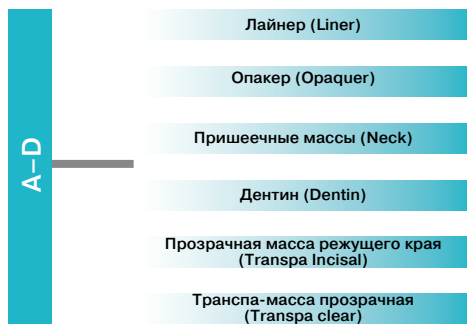 A–D
Лайнер (Liner)
Опакер (Opaquer)
Пришеечные массы (Neck)
Дентин (Dentin)
Прозрачная масса режущего края
(Transpa Incisal)
Транспа-масса прозрачная
(Transpa clear)